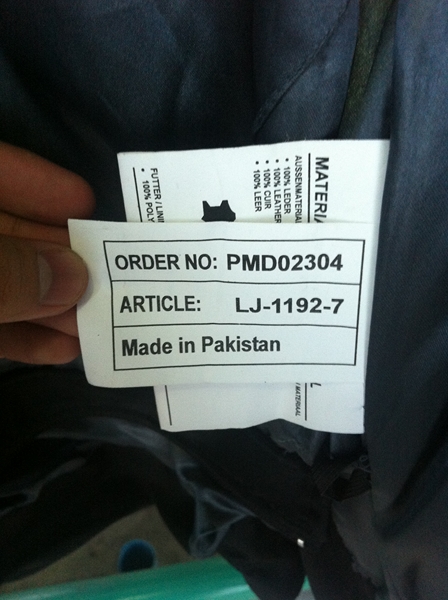 ORDER NO: PMD02304
ARTICLE: LJ-1192-7
Made in Pakistan
AUSSENMATERIAL
• 100% LEDER
• 100% LEATHER
• 100% CUIR
• 100% LEER
FUTTER / LINI
• 100% POLY
MATERIA
L
/ MATERIAAL